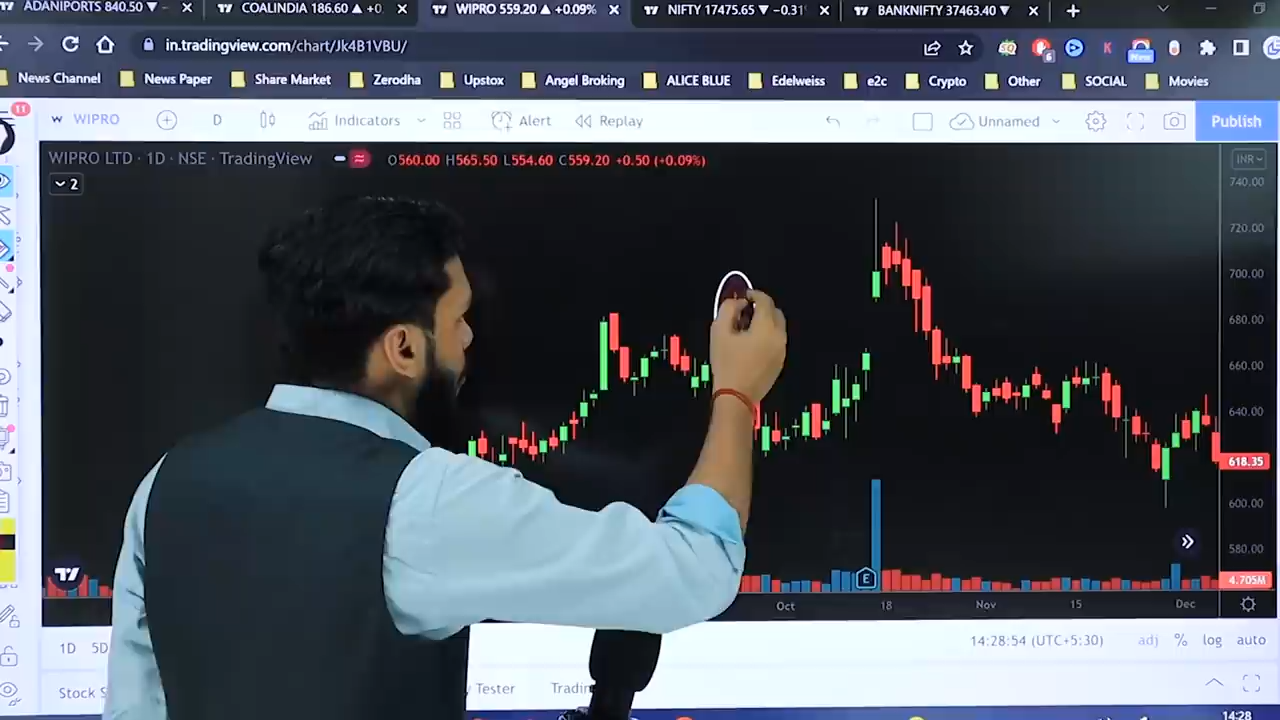 ADANIPORTS 840.50 ▼
COALINDIA 186.60 ▲ +0
WIPRO 559.20 ▲ +0.09%
NIFTY 17475.65 ▼ −0.31
BANKNIFTY 37463.40 ▼
in.tradingview.com/chart/Jk4B1VBU/
6
New
News Channel
News Paper
Share Market
Zerodha
Upstox
Angel Broking
ALICE BLUE
Edelweiss
e2c
Crypto
Other
SOCIAL
Movies
11
W WIPRO
D
Indicators
Alert
Replay
Unnamed
Publish
WIPRO LTD · 1D · NSE · TradingView
O560.00 H565.50 L554.60 C559.20 +0.50 (+0.09%)
INR
2
740.00
720.00
700.00
680.00
660.00
640.00
618.35
600.00
580.00
4.705M
E
Oct
18
Nov
15
Dec
1D 5D
14:28:54 (UTC+5:30)
adj % log auto
Stock S
Tester
Tradin
14:28